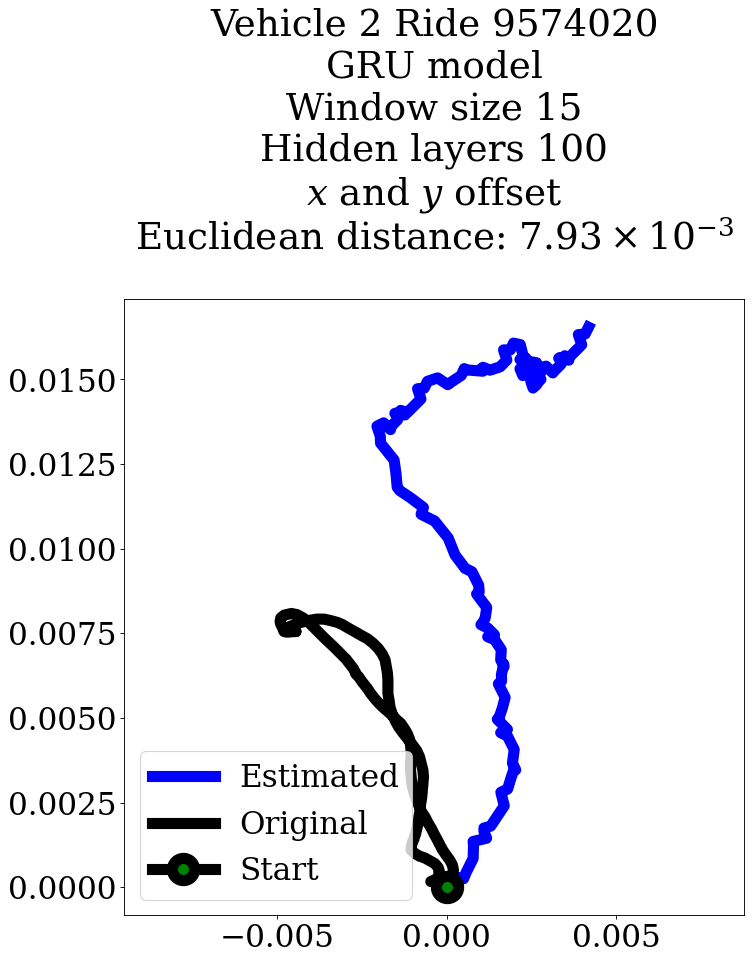 Vehicle 2 Ride 9574020
GRU model
Window size 15
Hidden layers 100
x and y offset
Euclidean distance: 7.93 × 10⁻³
0.0150
0.0125
0.0100
0.0075
0.0050
0.0025
0.0000
Estimated
Original
Start
−0.005 0.000 0.005